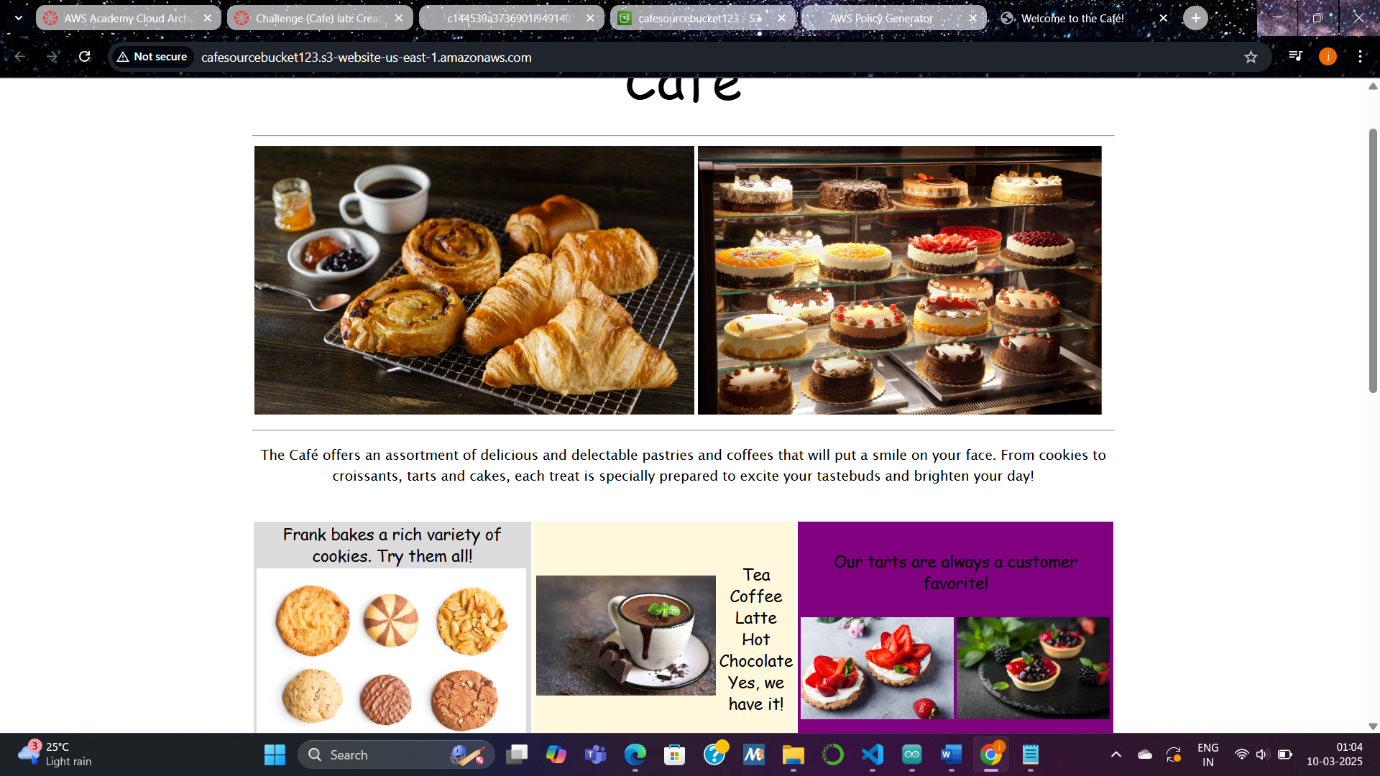 AWS Academy Cloud Arch
Challenge (Cafe) lab: Creat
c144539a3736901l949140
cafesourcebucket123 - S3
AWS Policy Generator
Welcome to the Café!
Not secure
cafesourcebucket123.s3-website-us-east-1.amazonaws.com
j
Café
The Café offers an assortment of delicious and delectable pastries and coffees that will put a smile on your face. From cookies to
croissants, tarts and cakes, each treat is specially prepared to excite your tastebuds and brighten your day!
Frank bakes a rich variety of
cookies. Try them all!
Tea
Coffee
Latte
Hot
Chocolate
Yes, we
have it!
Our tarts are always a customer
favorite!
3
25°C
Light rain
Search
ENG
IN
01:04
10-03-2025